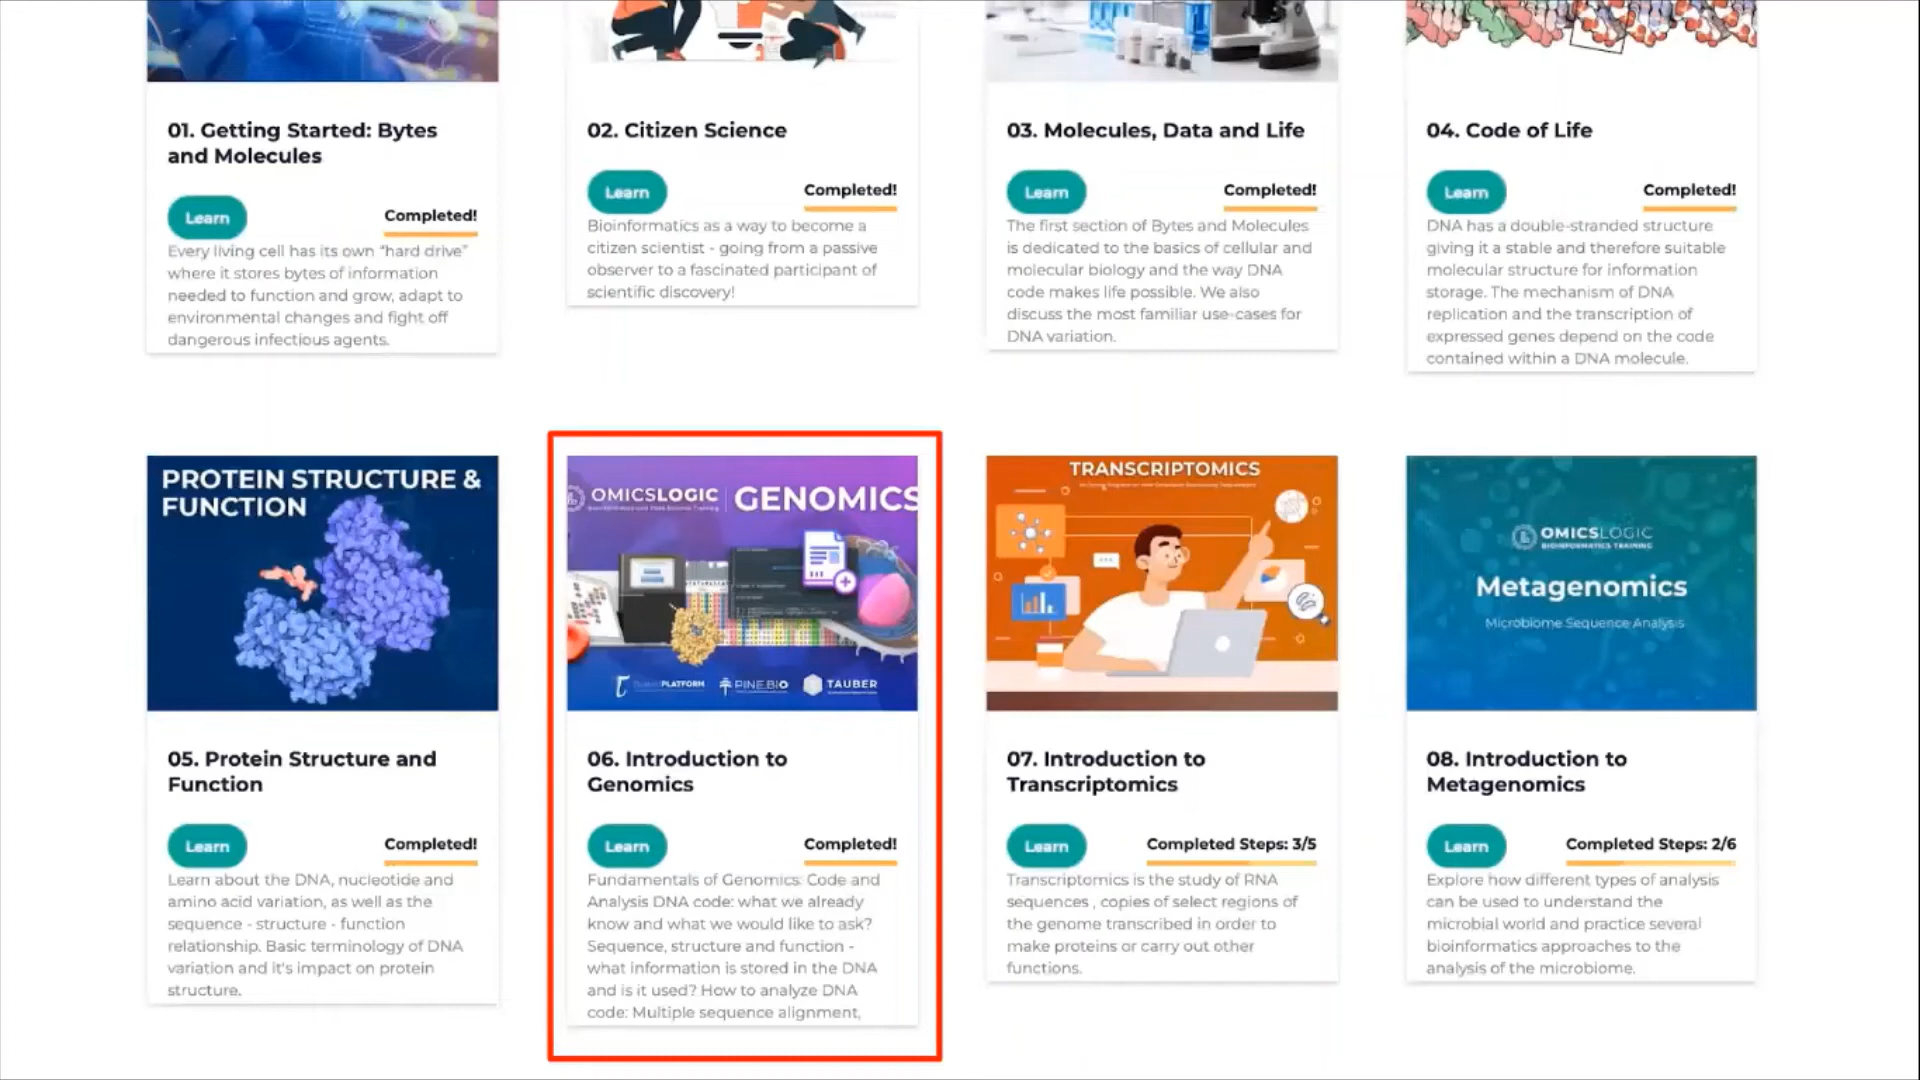 01. Getting Started: Bytes
and Molecules
Learn
Completed!
Every living cell has its own “hard drive”
where it stores bytes of information
needed to function and grow, adapt to
environmental changes and fight off
dangerous infectious agents.
02. Citizen Science
Learn
Completed!
Bioinformatics as a way to become a
citizen scientist - going from a passive
observer to a fascinated participant of
scientific discovery!
03. Molecules, Data and Life
Learn
Completed!
The first section of Bytes and Molecules
is dedicated to the basics of cellular and
molecular biology and the way DNA
code makes life possible. We also
discuss the most familiar use-cases for
DNA variation.
04. Code of Life
Learn
Completed!
DNA has a double-stranded structure
giving it a stable and therefore suitable
molecular structure for information
storage. The mechanism of DNA
replication and the transcription of
expressed genes depend on the code
contained within a DNA molecule.
PROTEIN STRUCTURE &
FUNCTION
05. Protein Structure and
Function
Learn
Completed!
Learn about the DNA, nucleotide and
amino acid variation, as well as the
sequence - structure - function
relationship. Basic terminology of DNA
variation and it's impact on protein
structure.
OMICSLOGIC
GENOMICS
PLATFORM
PINE.BIO
TAUBER
06. Introduction to
Genomics
Learn
Completed!
Fundamentals of Genomics: Code and
Analysis DNA code: what we already
know and what we would like to ask?
Sequence, structure and function -
what information is stored in the DNA
and is it used? How to analyze DNA
code: Multiple sequence alignment,
TRANSCRIPTOMICS
07. Introduction to
Transcriptomics
Learn
Completed Steps: 3/5
Transcriptomics is the study of RNA
sequences , copies of select regions of
the genome transcribed in order to
make proteins or carry out other
functions.
OMICSLOGIC
BIOINFORMATICS TRAINING
Metagenomics
Microbiome Sequence Analysis
08. Introduction to
Metagenomics
Learn
Completed Steps: 2/6
Explore how different types of analysis
can be used to understand the
microbial world and practice several
bioinformatics approaches to the
analysis of the microbiome.